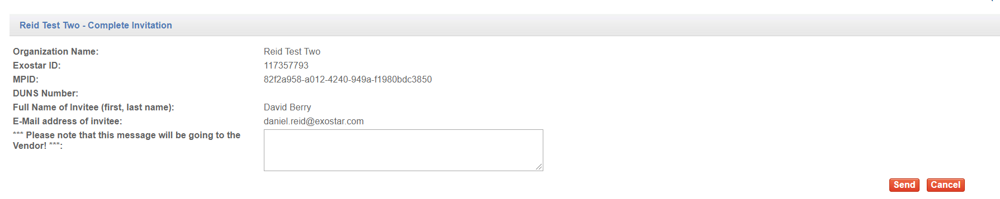 Reid Test Two - Complete Invitation
Organization Name: Reid Test Two
Exostar ID: 117357793
MPID: 82f2a958-a012-4240-949a-f1980bdc3850
DUNS Number:
Full Name of Invitee (first, last name): David Berry
E-Mail address of invitee: daniel.reid@exostar.com
*** Please note that this message will be going to the
Vendor! ***:
Send Cancel